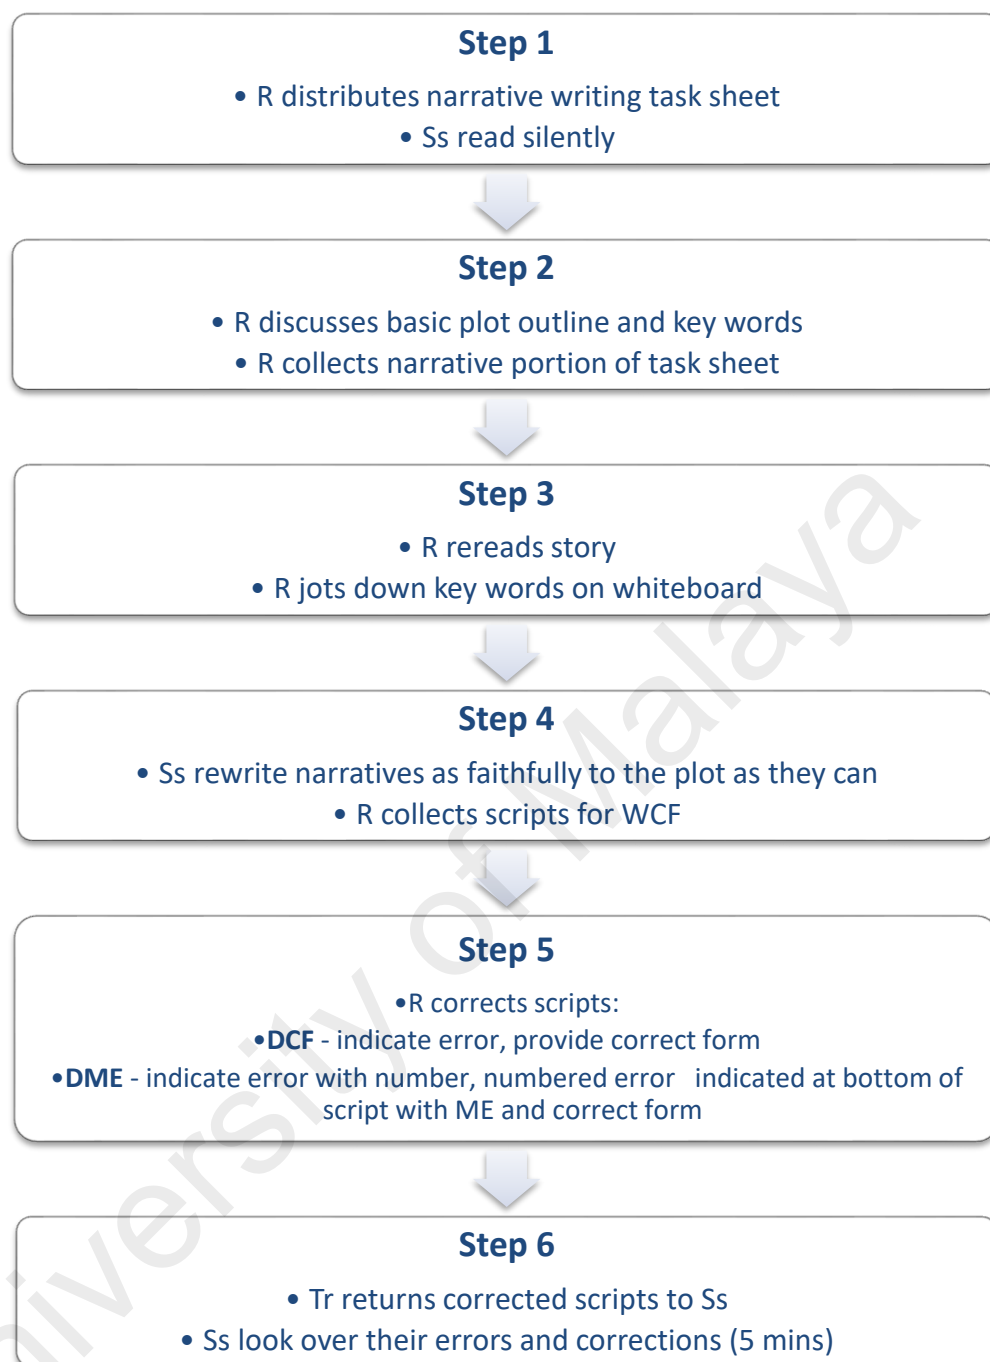 Step 1
• R distributes narrative writing task sheet
• Ss read silently
Step 2
• R discusses basic plot outline and key words
• R collects narrative portion of task sheet
Step 3
• R rereads story
• R jots down key words on whiteboard
Step 4
• Ss rewrite narratives as faithfully to the plot as they can
• R collects scripts for WCF
Step 5
•R corrects scripts:
•DCF - indicate error, provide correct form
•DME - indicate error with number, numbered error indicated at bottom of
script with ME and correct form
Step 6
• Tr returns corrected scripts to Ss
• Ss look over their errors and corrections (5 mins)
niversity of Malaya